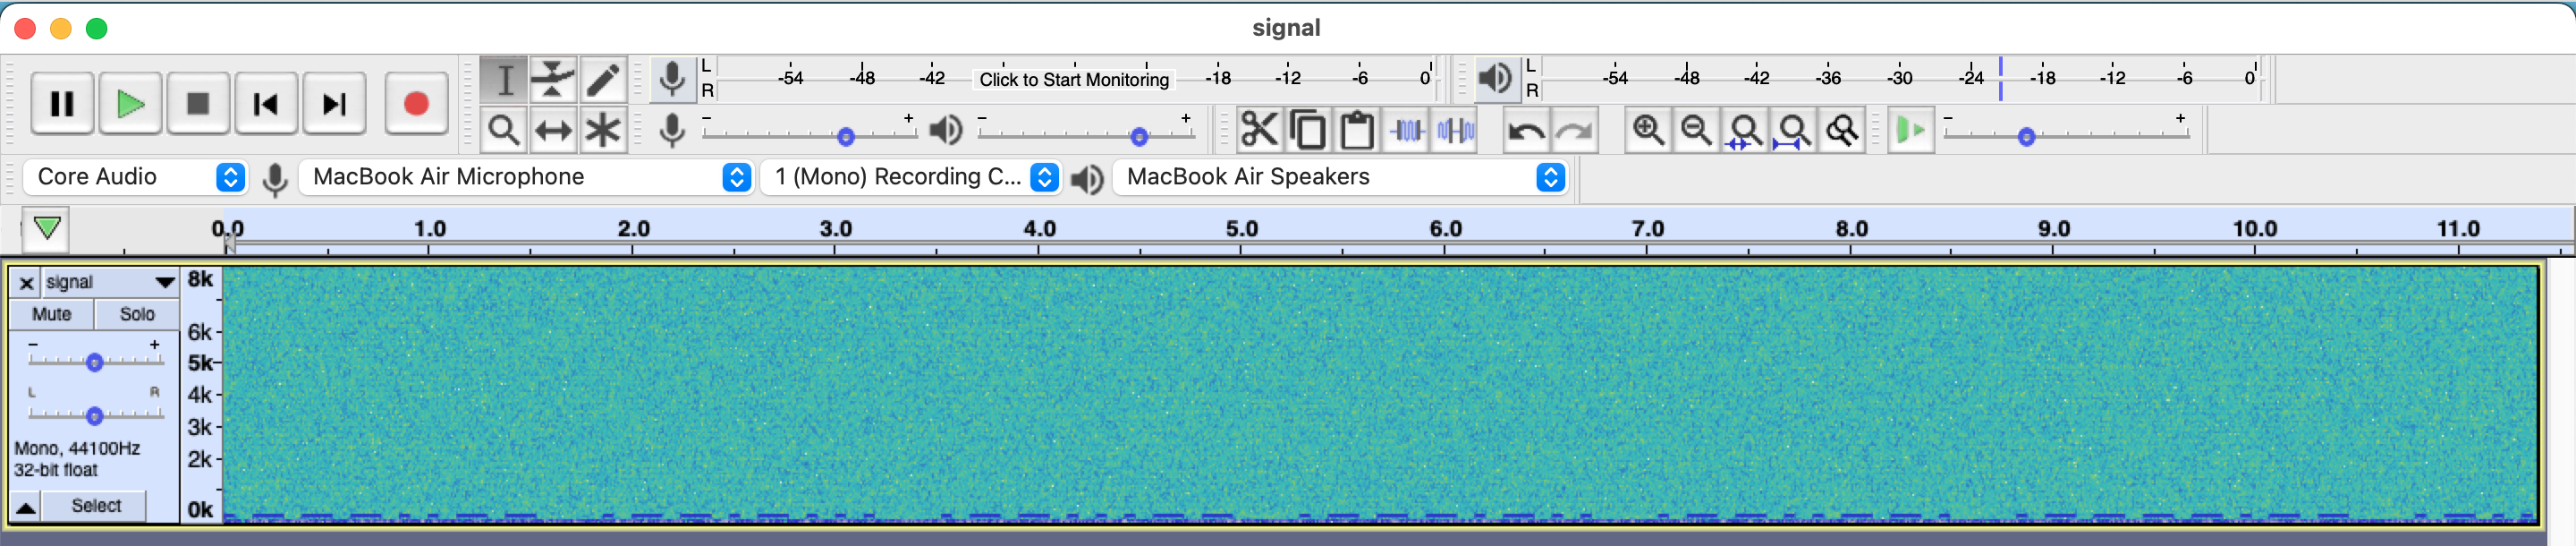 signal
L
R
-54 -48 -42 Click to Start Monitoring -18 -12 -6 0
L
R
-54 -48 -42 -36 -30 -24 -18 -12 -6 0
- + - + - +
Core Audio MacBook Air Microphone 1 (Mono) Recording C... MacBook Air Speakers
0.0 1.0 2.0 3.0 4.0 5.0 6.0 7.0 8.0 9.0 10.0 11.0
× signal
Mute Solo
- +
L R
Mono, 44100Hz
32-bit float
Select
8k
6k
5k
4k
3k
2k
0k